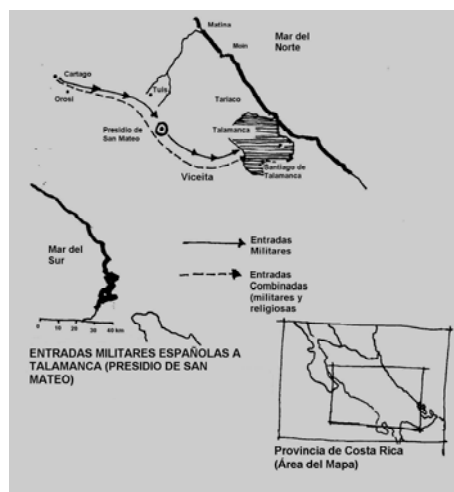 Matina
Mar del
Norte
Moín
Cartago
Orosi
Tuis
Tariaco
Presidio de
San Mateo
Talamanca
Santiago de
Talamanca
Viceita
Mar del
Sur
Entradas
Militares
Entradas
Combinadas
(militares y
religiosas
0 10 20 30 40 km
ENTRADAS MILITARES ESPAÑOLAS A
TALAMANCA (PRESIDIO DE SAN
MATEO)
Provincia de Costa Rica
(Área del Mapa)